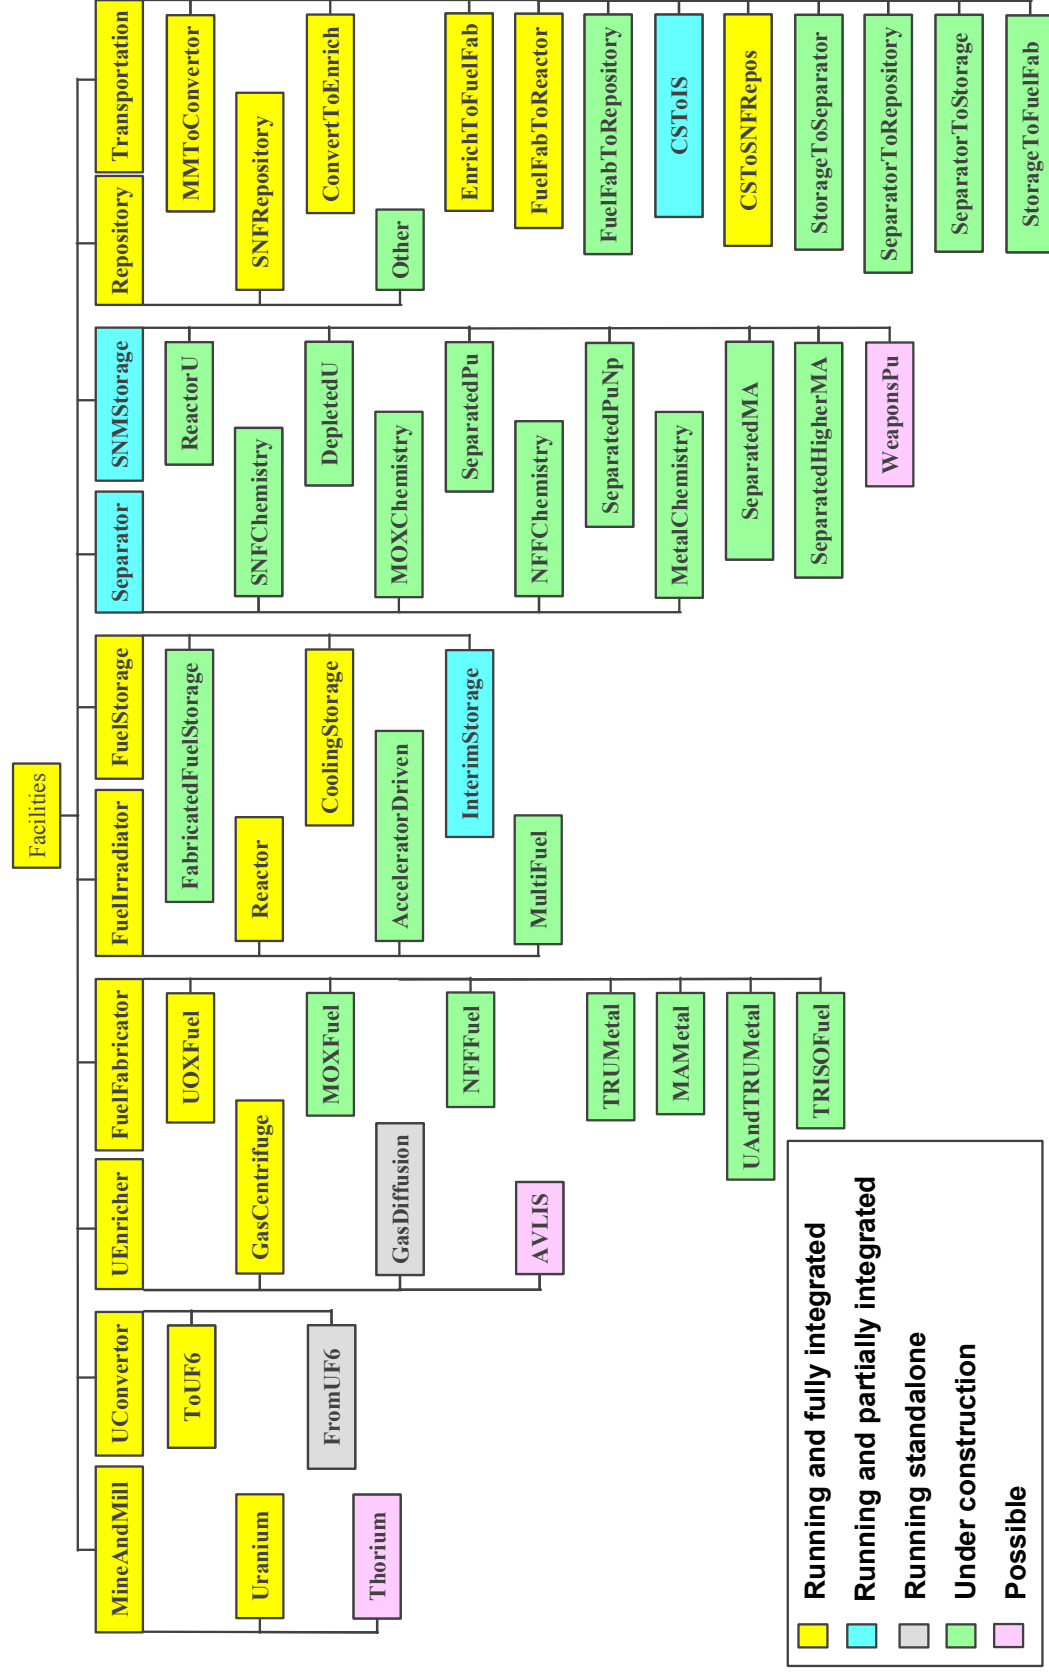 Facilities
MineAndMill
Uranium
Thorium
UConvertor
ToUF6
FromUF6
UEnricher
GasCentrifuge
GasDiffusion
AVLIS
FuelFabricator
UOXFuel
MOXFuel
NFFFuel
TRUMetal
MAMetal
UAndTRUMetal
TRISOFuel
FuelIrradiator
Reactor
AcceleratorDriven
MultiFuel
FuelStorage
FabricatedFuelStorage
CoolingStorage
InterimStorage
Separator
SNFChemistry
MOXChemistry
NFFChemistry
MetalChemistry
SNMStorage
ReactorU
DepletedU
SeparatedPu
SeparatedPuNp
SeparatedMA
SeparatedHigherMA
WeaponsPu
Repository
SNFRepository
Other
Transportation
MMToConvertor
ConvertToEnrich
EnrichToFuelFab
FuelFabToReactor
FuelFabToRepository
CSToIS
CSToSNFRepos
StorageToSeparator
SeparatorToRepository
SeparatorToStorage
StorageToFuelFab
Running and fully integrated
Running and partially integrated
Running standalone
Under construction
Possible